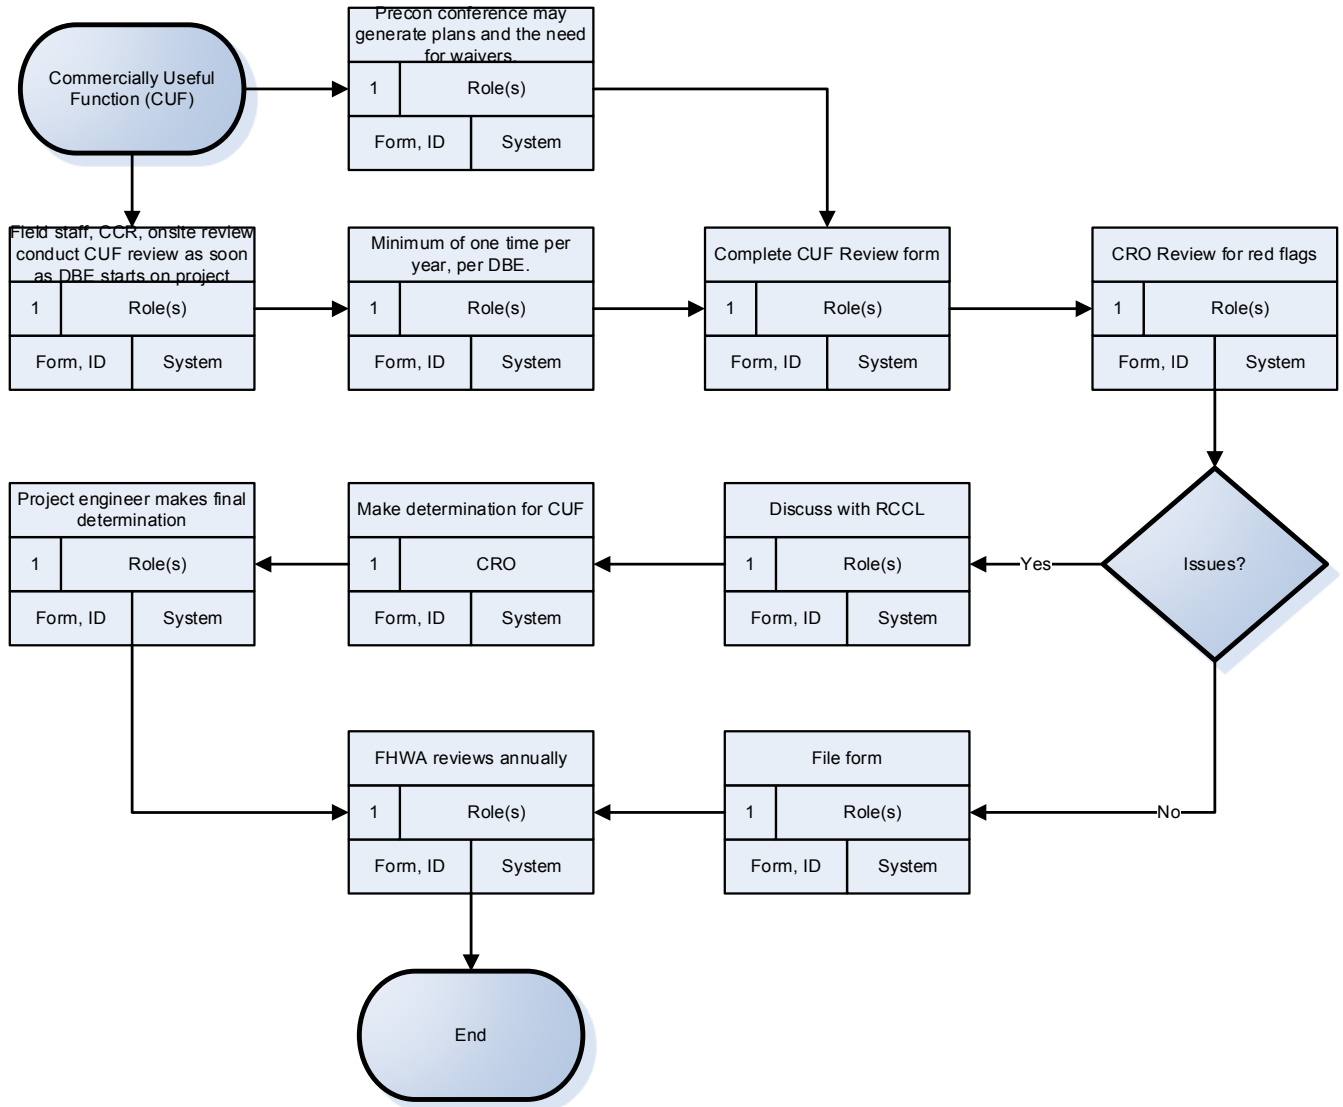 Precon conference may
generate plans and the need
for waivers.
Commercially Useful
Function (CUF)
1
Role(s)
Form, ID
System
Field staff, CCR, onsite review
conduct CUF review as soon
as DBE starts on project
1
Role(s)
Form, ID
System
Minimum of one time per
year, per DBE.
1
Role(s)
Form, ID
System
Complete CUF Review form
1
Role(s)
Form, ID
System
CRO Review for red flags
1
Role(s)
Form, ID
System
Project engineer makes final
determination
1
Role(s)
Form, ID
System
Make determination for CUF
1
CRO
Form, ID
System
Discuss with RCCL
1
Role(s)
Form, ID
System
Yes
Issues?
FHWA reviews annually
1
Role(s)
Form, ID
System
File form
1
Role(s)
Form, ID
System
No
End